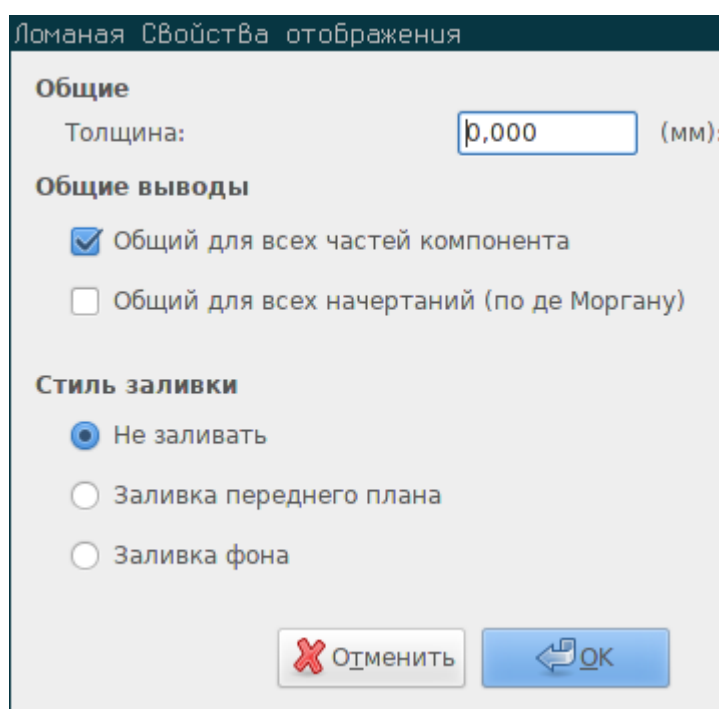 Ломаная Свойства отображения
Общие
Толщина: 0,000 (мм):
Общие выводы
Общий для всех частей компонента
Общий для всех начертаний (по де Моргану)
Стиль заливки
Не заливать
Заливка переднего плана
Заливка фона
Отменить OK